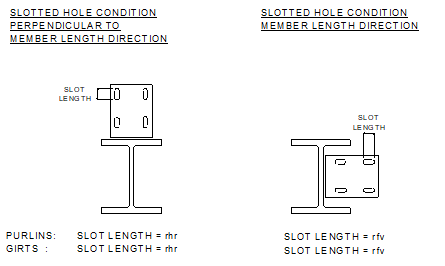 SLOTTED HOLE CONDITION
PERPENDICULAR TO
MEMBER LENGTH DIRECTION
SLOT
LENGTH
PURLINS: SLOT LENGTH = rhr
GIRTS : SLOT LENGTH = rhr
SLOTTED HOLE CONDITION
MEMBER LENGTH DIRECTION
SLOT
LENGTH
SLOT LENGTH = rfv
SLOT LENGTH = rfv